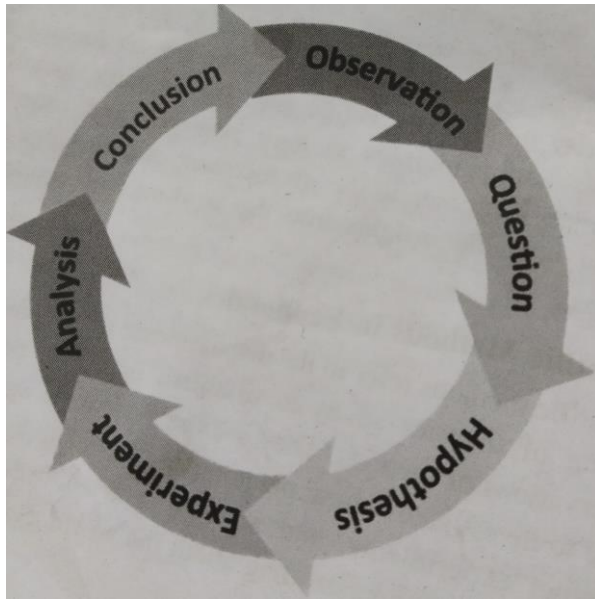 Observation
Question
Hypothesis
Experiment
Analysis
Conclusion